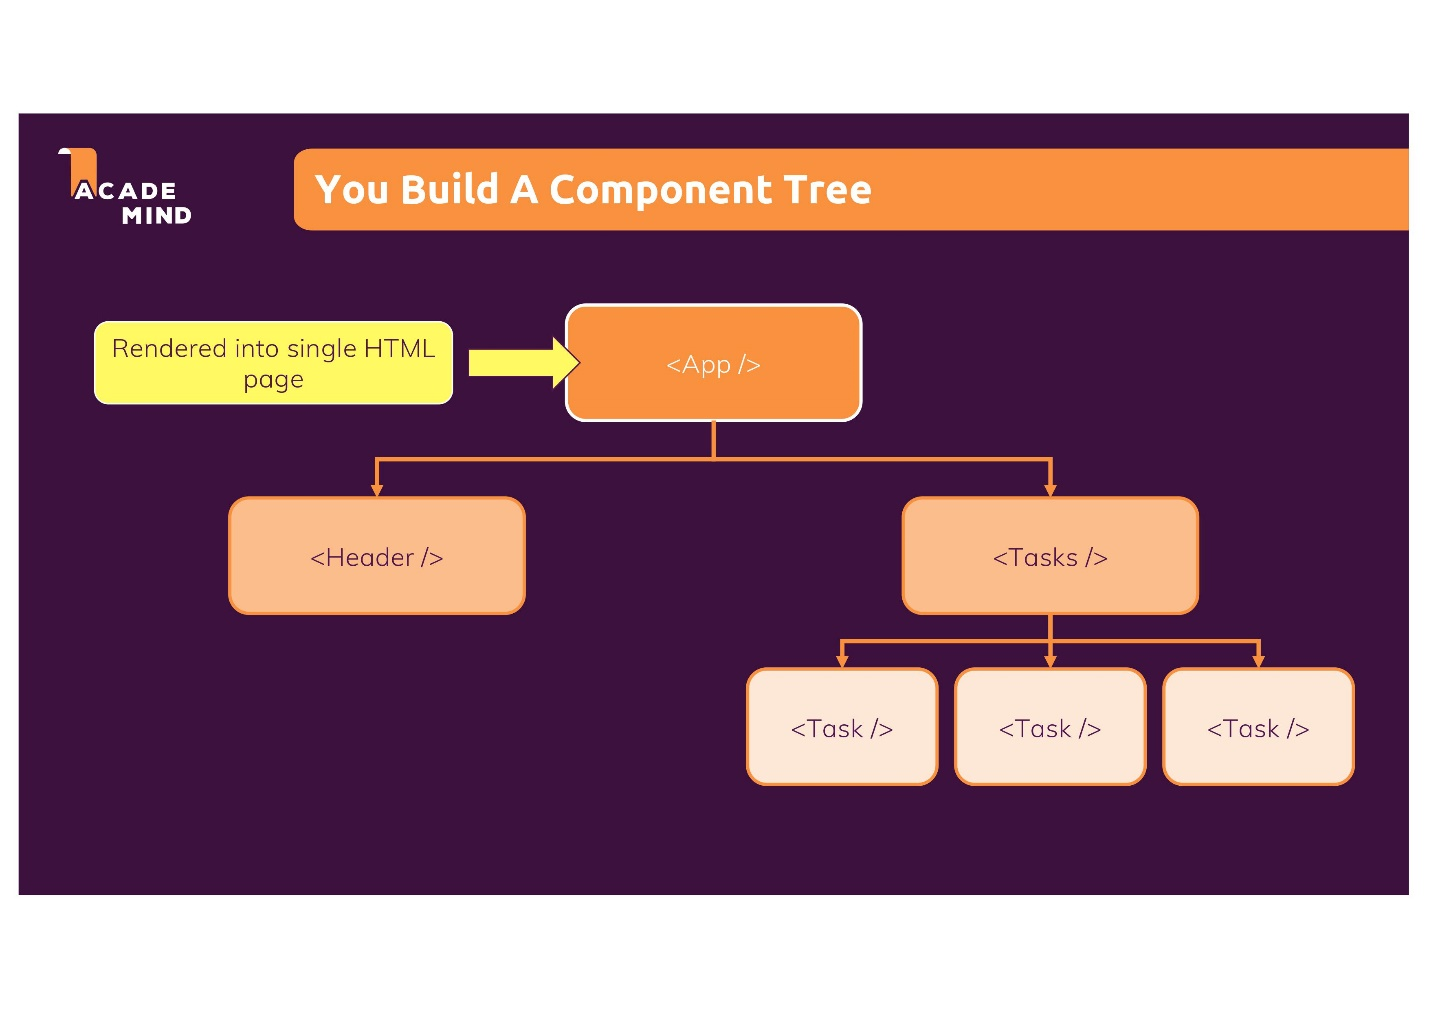 ACADE
MIND
You Build A Component Tree
Rendered into single HTML
page
<App />
<Header />
<Tasks />
<Task />
<Task />
<Task />